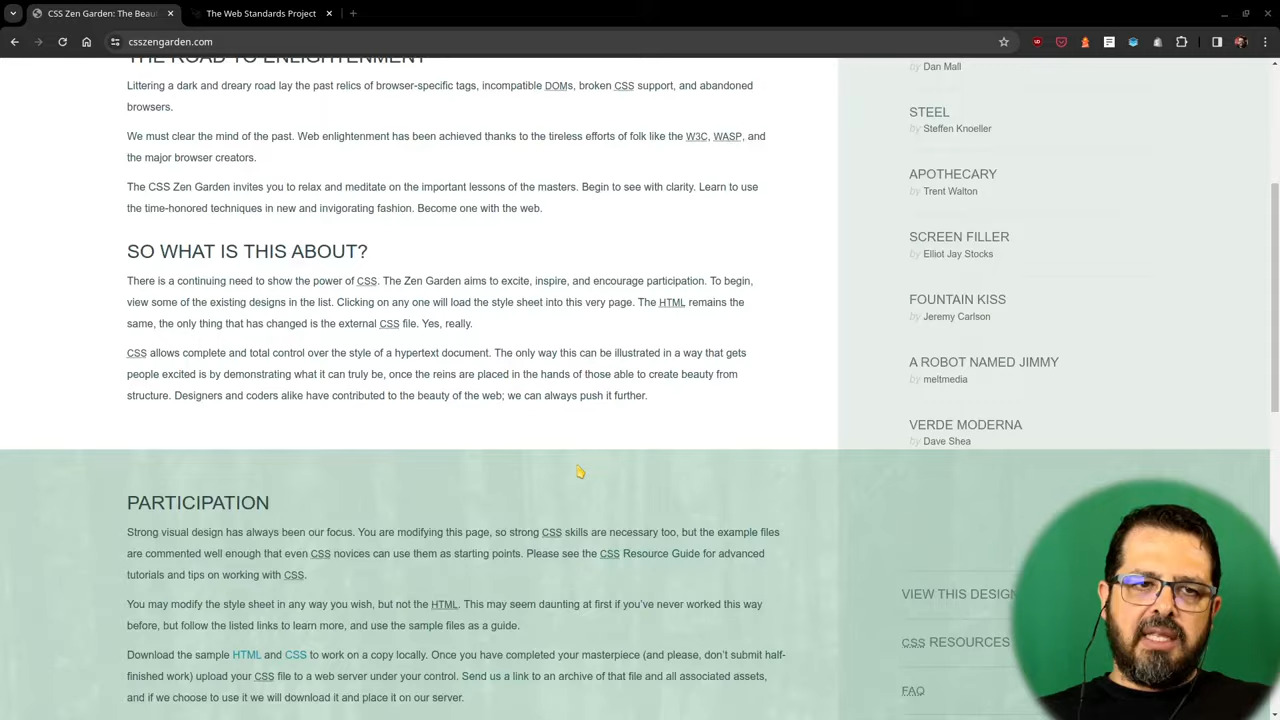 CSS Zen Garden: The Beau
The Web Standards Project
csszengarden.com
THE ROAD TO ENLIGHTENMENT
Littering a dark and dreary road lay the past relics of browser-specific tags, incompatible DOMs, broken CSS support, and abandoned
browsers.
We must clear the mind of the past. Web enlightenment has been achieved thanks to the tireless efforts of folk like the W3C, WASP, and
the major browser creators.
The CSS Zen Garden invites you to relax and meditate on the important lessons of the masters. Begin to see with clarity. Learn to use
the time-honored techniques in new and invigorating fashion. Become one with the web.
SO WHAT IS THIS ABOUT?
There is a continuing need to show the power of CSS. The Zen Garden aims to excite, inspire, and encourage participation. To begin,
view some of the existing designs in the list. Clicking on any one will load the style sheet into this very page. The HTML remains the
same, the only thing that has changed is the external CSS file. Yes, really.
CSS allows complete and total control over the style of a hypertext document. The only way this can be illustrated in a way that gets
people excited is by demonstrating what it can truly be, once the reins are placed in the hands of those able to create beauty from
structure. Designers and coders alike have contributed to the beauty of the web; we can always push it further.
PARTICIPATION
Strong visual design has always been our focus. You are modifying this page, so strong CSS skills are necessary too, but the example files
are commented well enough that even CSS novices can use them as starting points. Please see the CSS Resource Guide for advanced
tutorials and tips on working with CSS.
You may modify the style sheet in any way you wish, but not the HTML. This may seem daunting at first if you've never worked this way
before, but follow the listed links to learn more, and use the sample files as a guide.
Download the sample HTML and CSS to work on a copy locally. Once you have completed your masterpiece (and please, don't submit half-
finished work) upload your CSS file to a web server under your control. Send us a link to an archive of that file and all associated assets,
and if we choose to use it we will download it and place it on our server.
Dan Mall
STEEL
by Steffen Knoeller
APOTHECARY
by Trent Walton
SCREEN FILLER
by Elliot Jay Stocks
FOUNTAIN KISS
by Jeremy Carlson
A ROBOT NAMED JIMMY
by meltmedia
VERDE MODERNA
by Dave Shea
VIEW THIS DESIGN
CSS RESOURCES
FAQ